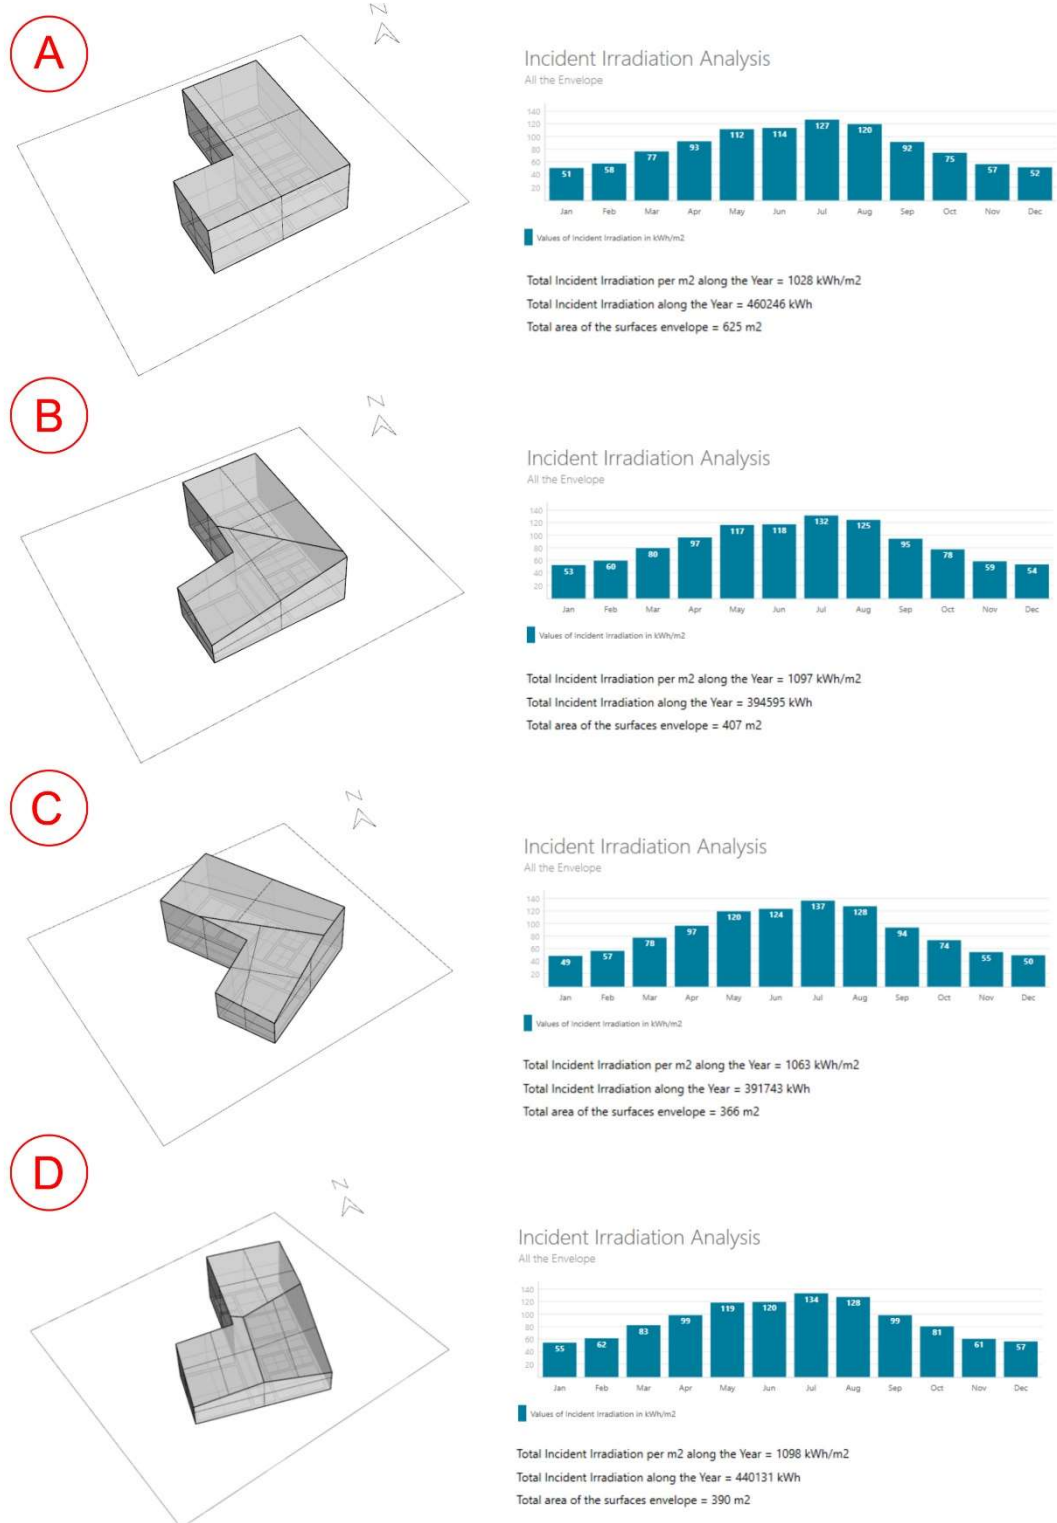 A
N
Incident Irradiation Analysis
All the Envelope
140
120
100
80
60
40
20
51 58 77 93 112 114 127 120 92 75 57 52
Jan Feb Mar Apr May Jun Jul Aug Sep Oct Nov Dec
Values of Incident Irradiation in kWh/m2
Total Incident Irradiation per m2 along the Year = 1028 kWh/m2
Total Incident Irradiation along the Year = 460246 kWh
Total area of the surfaces envelope = 625 m2
B
N
Incident Irradiation Analysis
All the Envelope
140
120
100
80
60
40
20
53 60 80 97 117 118 132 125 95 78 59 54
Jan Feb Mar Apr May Jun Jul Aug Sep Oct Nov Dec
Values of Incident Irradiation in kWh/m2
Total Incident Irradiation per m2 along the Year = 1097 kWh/m2
Total Incident Irradiation along the Year = 394595 kWh
Total area of the surfaces envelope = 407 m2
C
N
Incident Irradiation Analysis
All the Envelope
140
120
100
80
60
40
20
49 57 78 97 120 124 137 128 94 74 55 50
Jan Feb Mar Apr May Jun Jul Aug Sep Oct Nov Dec
Values of Incident Irradiation in kWh/m2
Total Incident Irradiation per m2 along the Year = 1063 kWh/m2
Total Incident Irradiation along the Year = 391743 kWh
Total area of the surfaces envelope = 366 m2
D
N
Incident Irradiation Analysis
All the Envelope
140
120
100
80
60
40
20
55 62 83 99 119 120 134 128 99 81 61 57
Jan Feb Mar Apr May Jun Jul Aug Sep Oct Nov Dec
Values of Incident Irradiation in kWh/m2
Total Incident Irradiation per m2 along the Year = 1098 kWh/m2
Total Incident Irradiation along the Year = 440131 kWh
Total area of the surfaces envelope = 390 m2